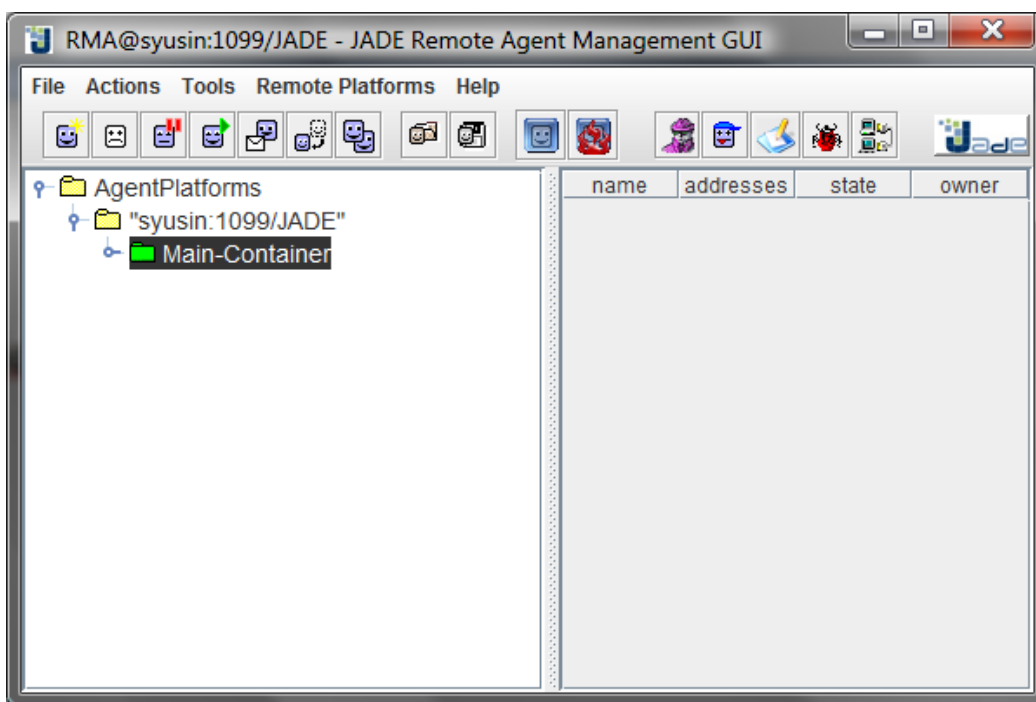 RMA@syusin:1099/JADE - JADE Remote Agent Management GUI
File Actions Tools Remote Platforms Help
Jade
AgentPlatforms
"syusin:1099/JADE"
Main-Container
name addresses state owner